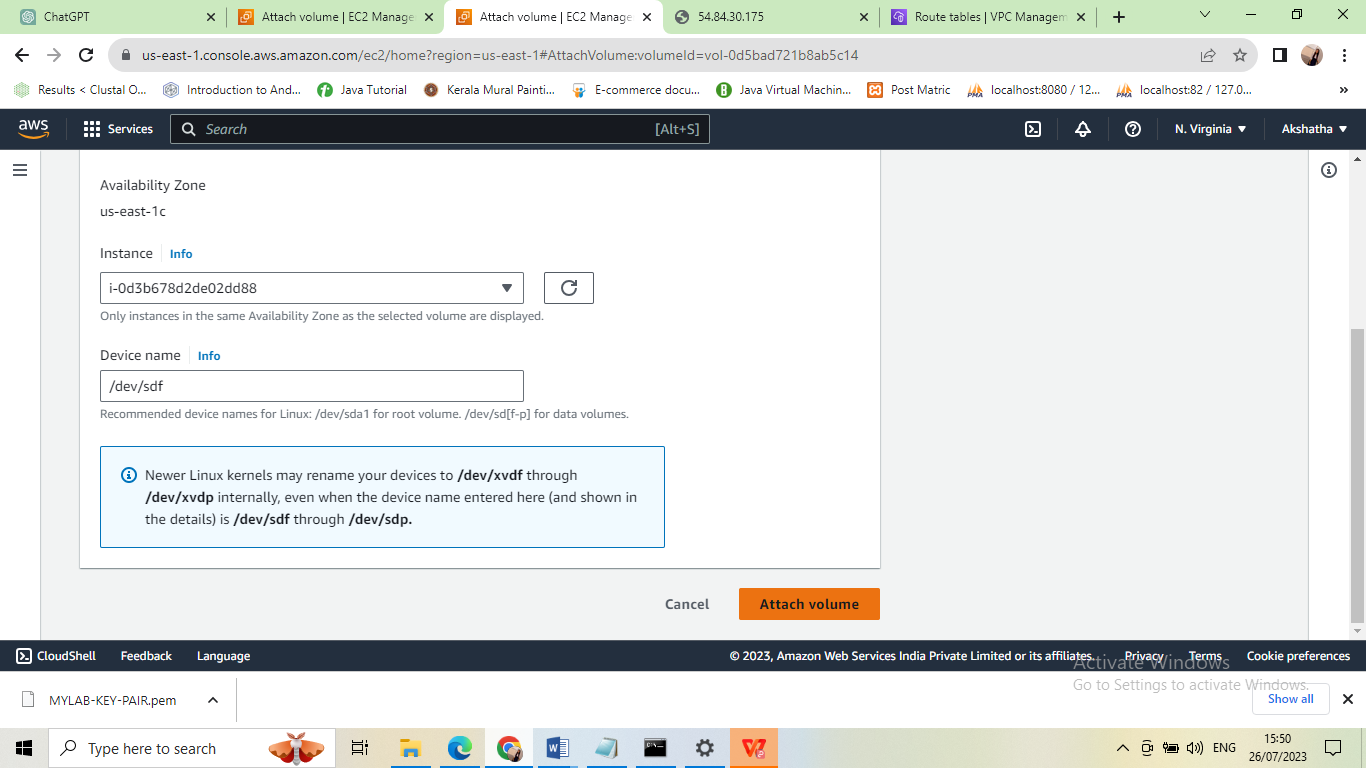 ChatGPT
Attach volume | EC2 Manage
Attach volume | EC2 Manage
54.84.30.175
Route tables | VPC Managem
us-east-1.console.aws.amazon.com/ec2/home?region=us-east-1#AttachVolume:volumeId=vol-0d5bad721b8ab5c14
Results < Clustal O...
Introduction to And...
Java Tutorial
Kerala Mural Painti...
E-commerce docu...
Java Virtual Machin...
Post Matric
localhost:8080 / 12...
localhost:82 / 127.0...
»
aws
Services
Search
[Alt+S]
N. Virginia
Akshatha
Availability Zone
us-east-1c
Instance
Info
i-0d3b678d2de02dd88
Only instances in the same Availability Zone as the selected volume are displayed.
Device name
Info
/dev/sdf
Recommended device names for Linux: /dev/sda1 for root volume. /dev/sd[f-p] for data volumes.
Newer Linux kernels may rename your devices to /dev/xvdf through
/dev/xvdp internally, even when the device name entered here (and shown in
the details) is /dev/sdf through /dev/sdp.
Cancel
Attach volume
CloudShell
Feedback
Language
© 2023, Amazon Web Services India Private Limited or its affiliates.
Privacy
Terms
Cookie preferences
Activate Windows
Go to Settings to activate Windows.
MYLAB-KEY-PAIR.pem
Show all
Type here to search
ENG
15:50
26/07/2023